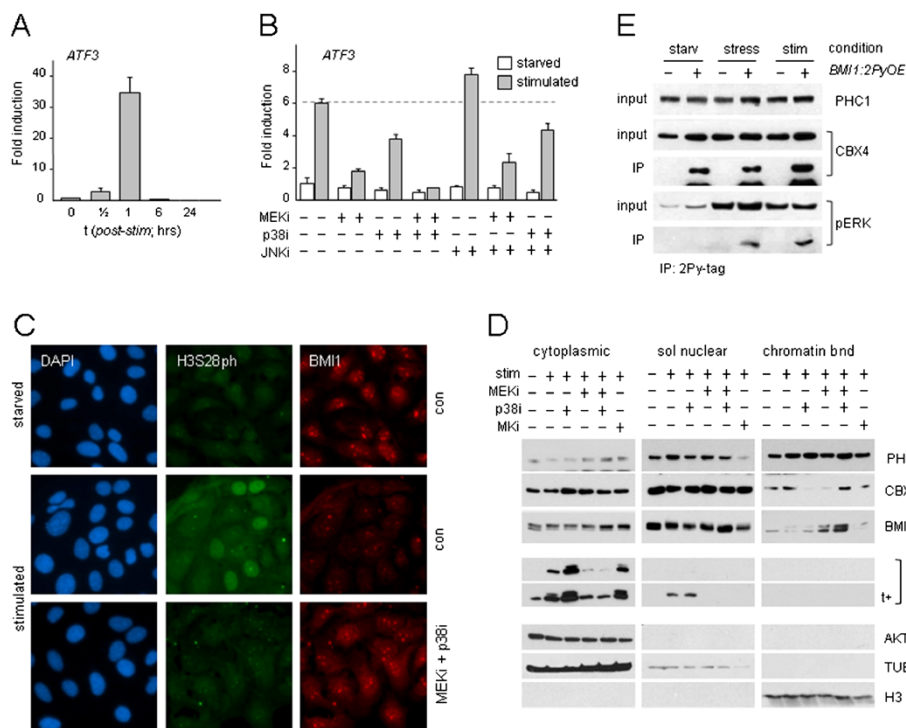 A
ATF3
Fold induction
40
30
20
10
0
0 ½ 1 6 24
t (post-stim; hrs)
B
ATF3
starved
stimulated
Fold induction
9
6
3
0
MEKi − − + + − − + + − − + + − −
p38i − − − − + + + + − − − − + +
JNKi − − − − − − − − + + + + + +
E
starv stress stim condition
− + − + − + BMI1:2PyOE
input PHC1
input
CBX4
IP
input
pERK
IP
IP: 2Py-tag
C
DAPI H3S28ph BMI1
starved
con
con
stimulated
MEKi + p38i
D
cytoplasmic sol nuclear chromatin bnd
stim − + + + + + − + + + + + − + + + + +
MEKi − − − + + − − − − + + − − − − + + −
p38i − − + − + − − − + − + − − − + − + −
MKi − − − − − + − − − − − + − − − − − +
PH
CBX
BMI
t+
AKT
TUB
H3